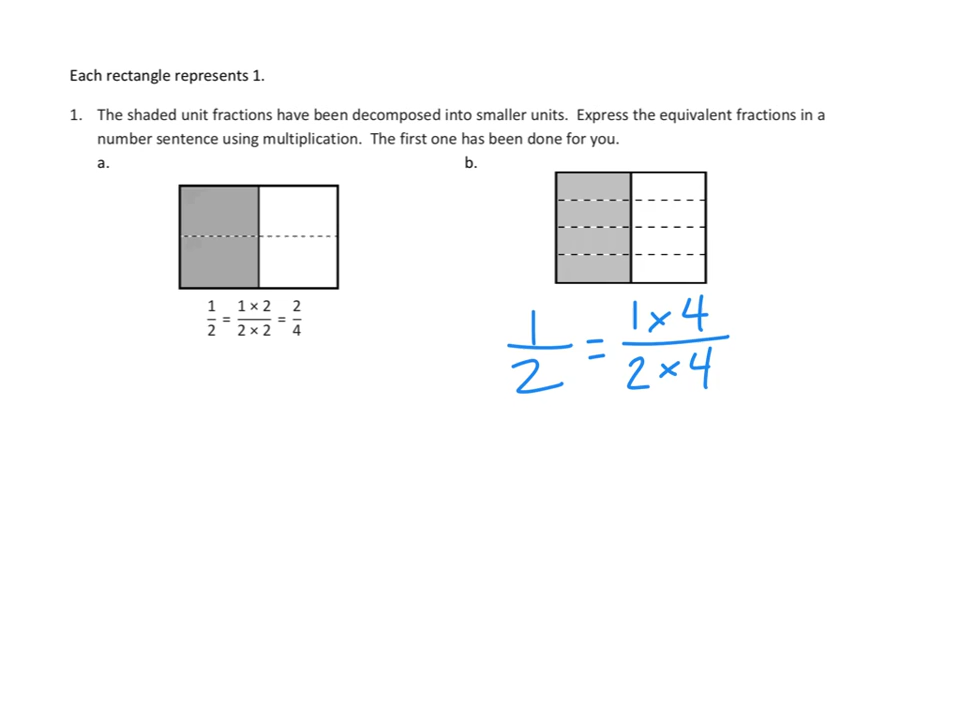 Each rectangle represents 1.
1. The shaded unit fractions have been decomposed into smaller units. Express the equivalent fractions in a
number sentence using multiplication. The first one has been done for you.
a. b.
1/2 = 1 × 2/2 × 2 = 2/4
1/2 = 1 × 4/2 × 4